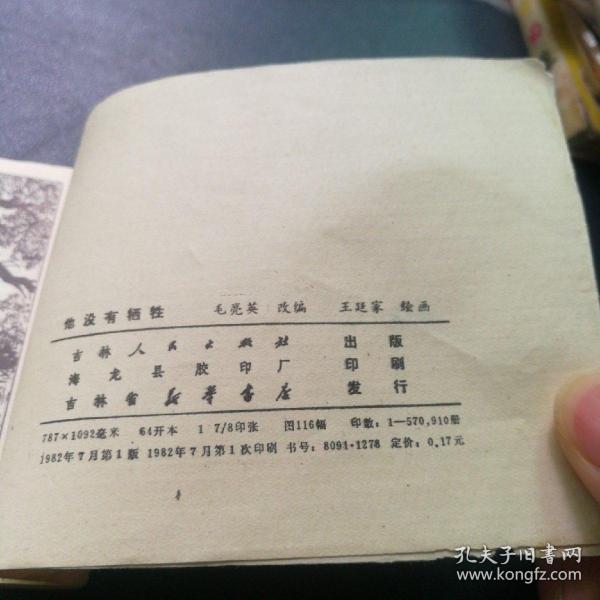 他没有牺牲 毛亮英 改编 王廷家 绘画
吉林人民出版社 出版
海龙县胶印厂 印刷
吉林省新华书店 发行
787×1092毫米 64开本 1 7/8印张 图116幅 印数：1—570,910册
1982年7月第1版 1982年7月第1次印刷 书号：8091·1278 定价：0.17元
孔夫子旧书网
www.kongfz.com